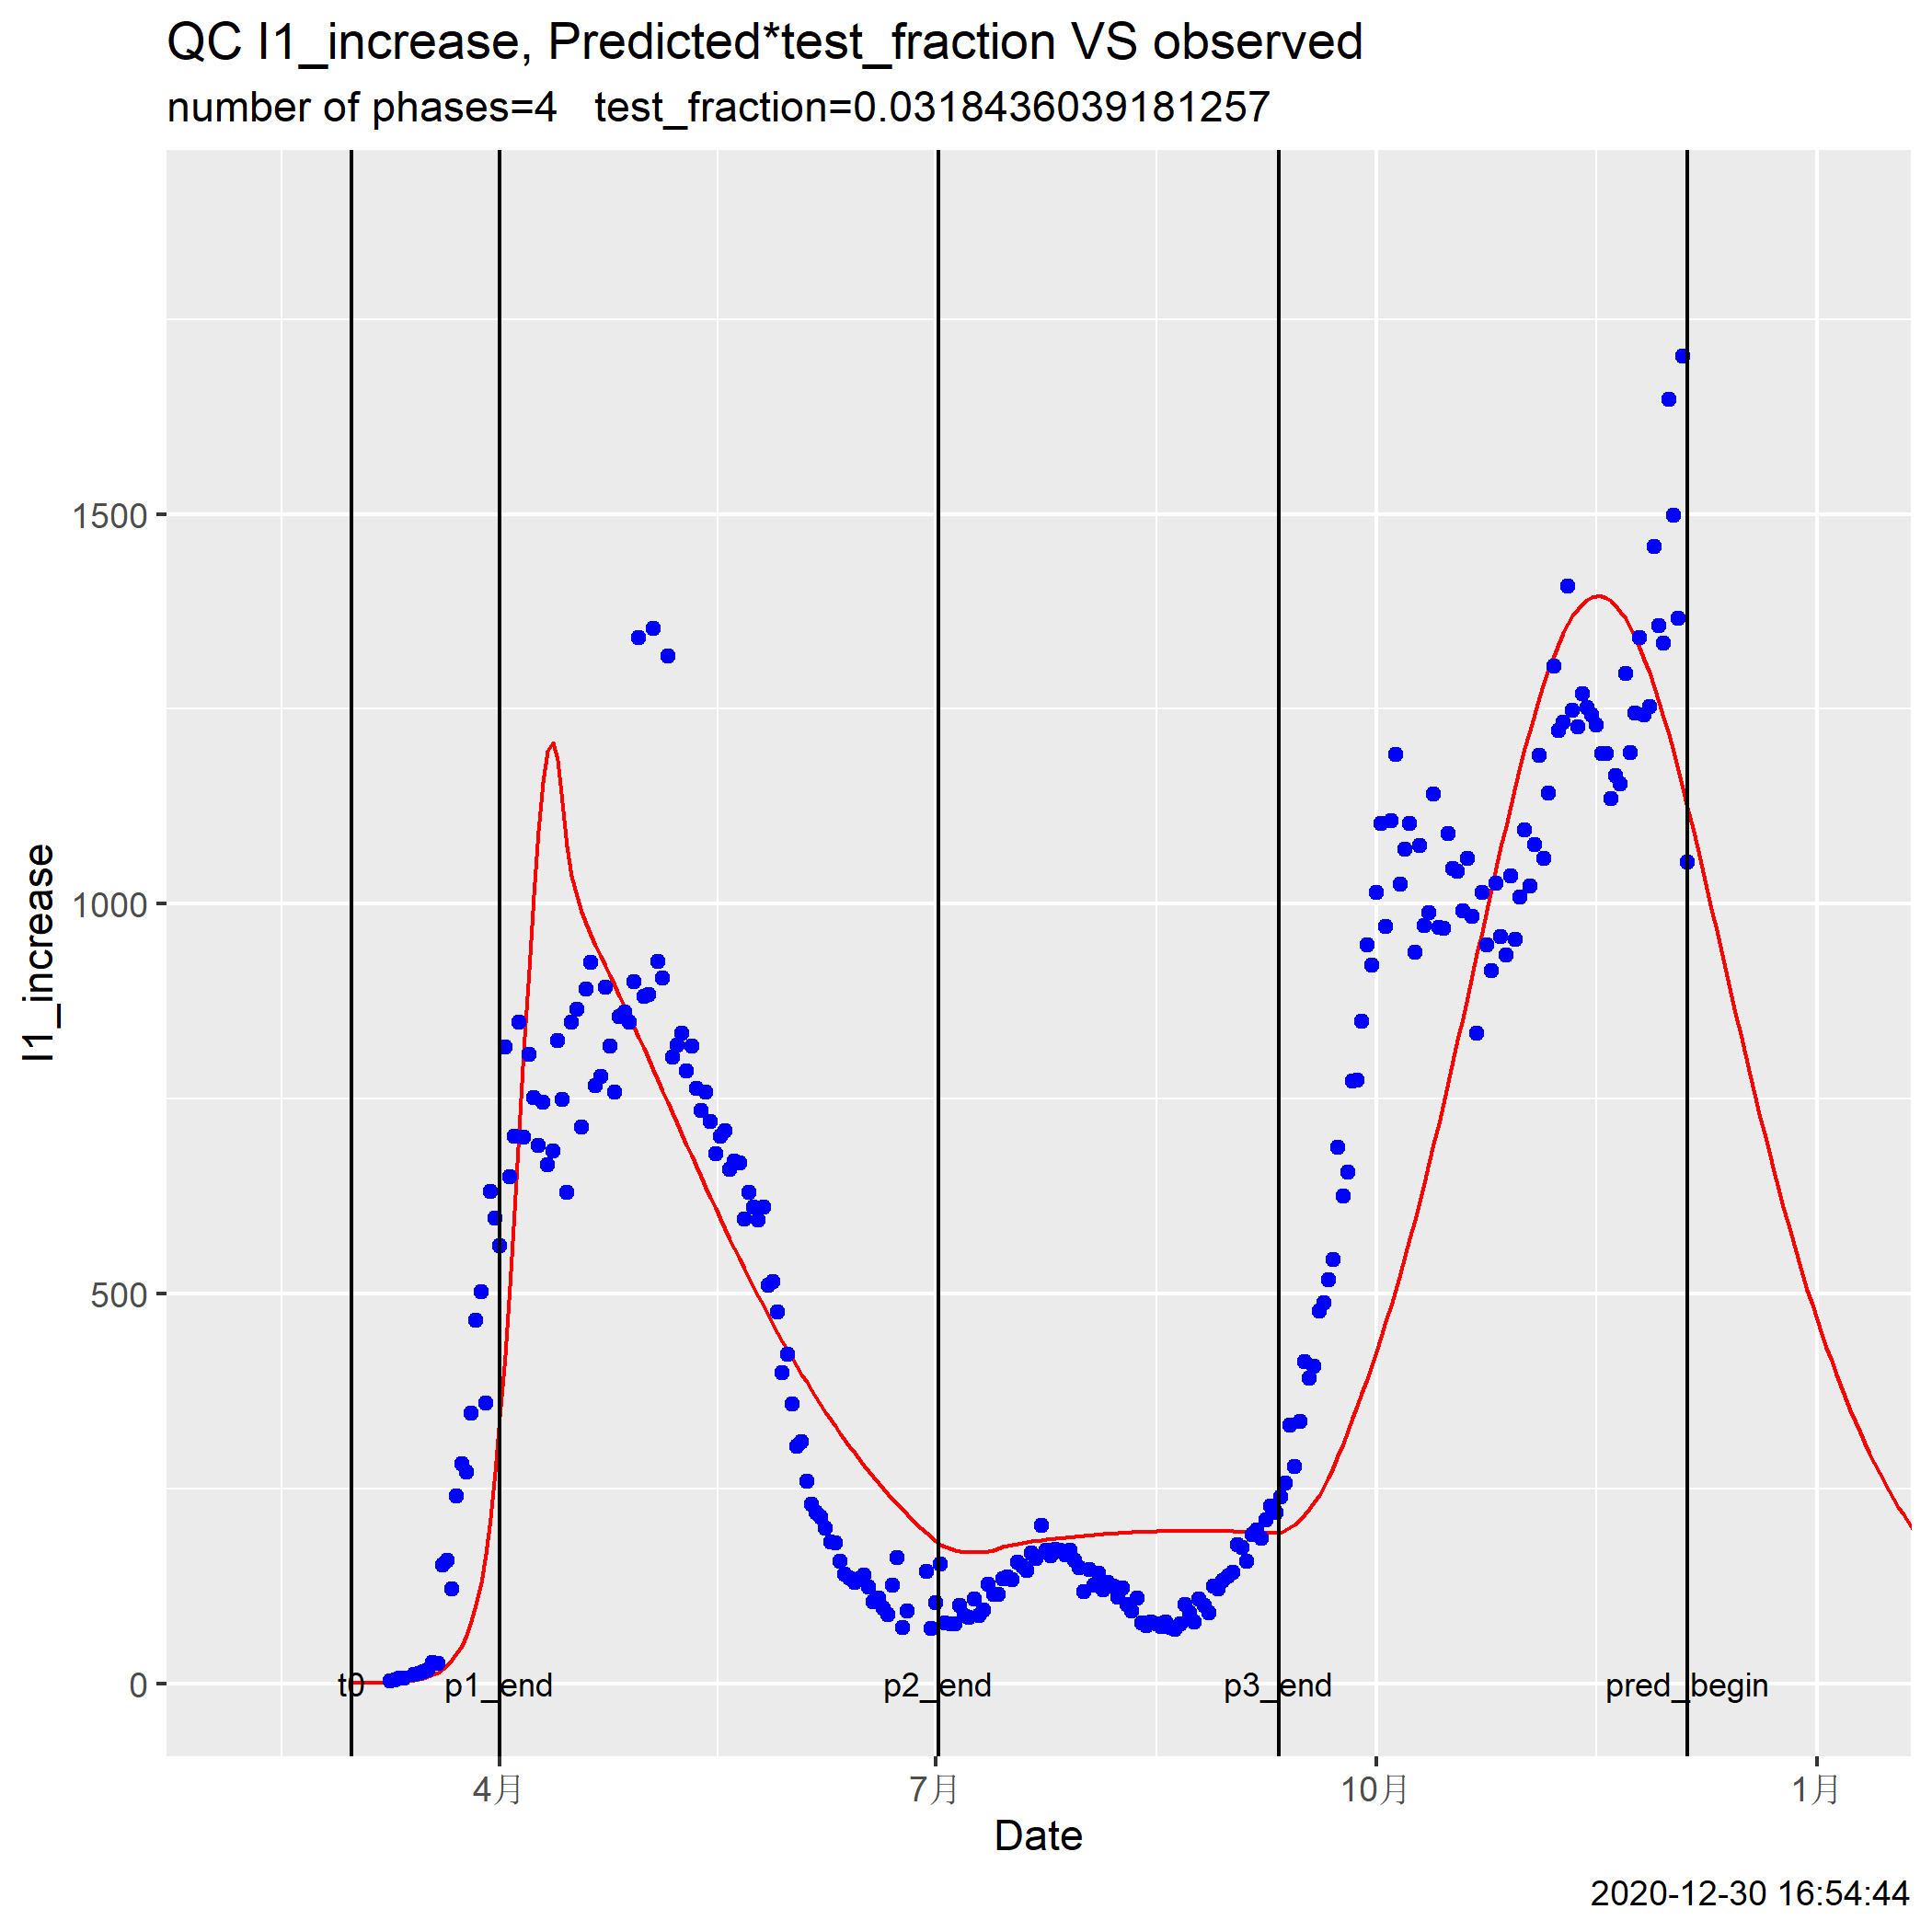 QC I1_increase, Predicted*test_fraction VS observed
number of phases=4 test_fraction=0.0318436039181257
I1_increase
1500
1000
500
0
t0
p1_end
p2_end
p3_end
pred_begin
4月
7月
10月
1月
Date
2020-12-30 16:54:44